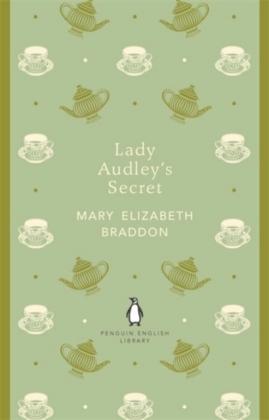 Lady
Audley's
Secret
MARY ELIZABETH
BRADDON
PENGUIN ENGLISH
LIBRARY